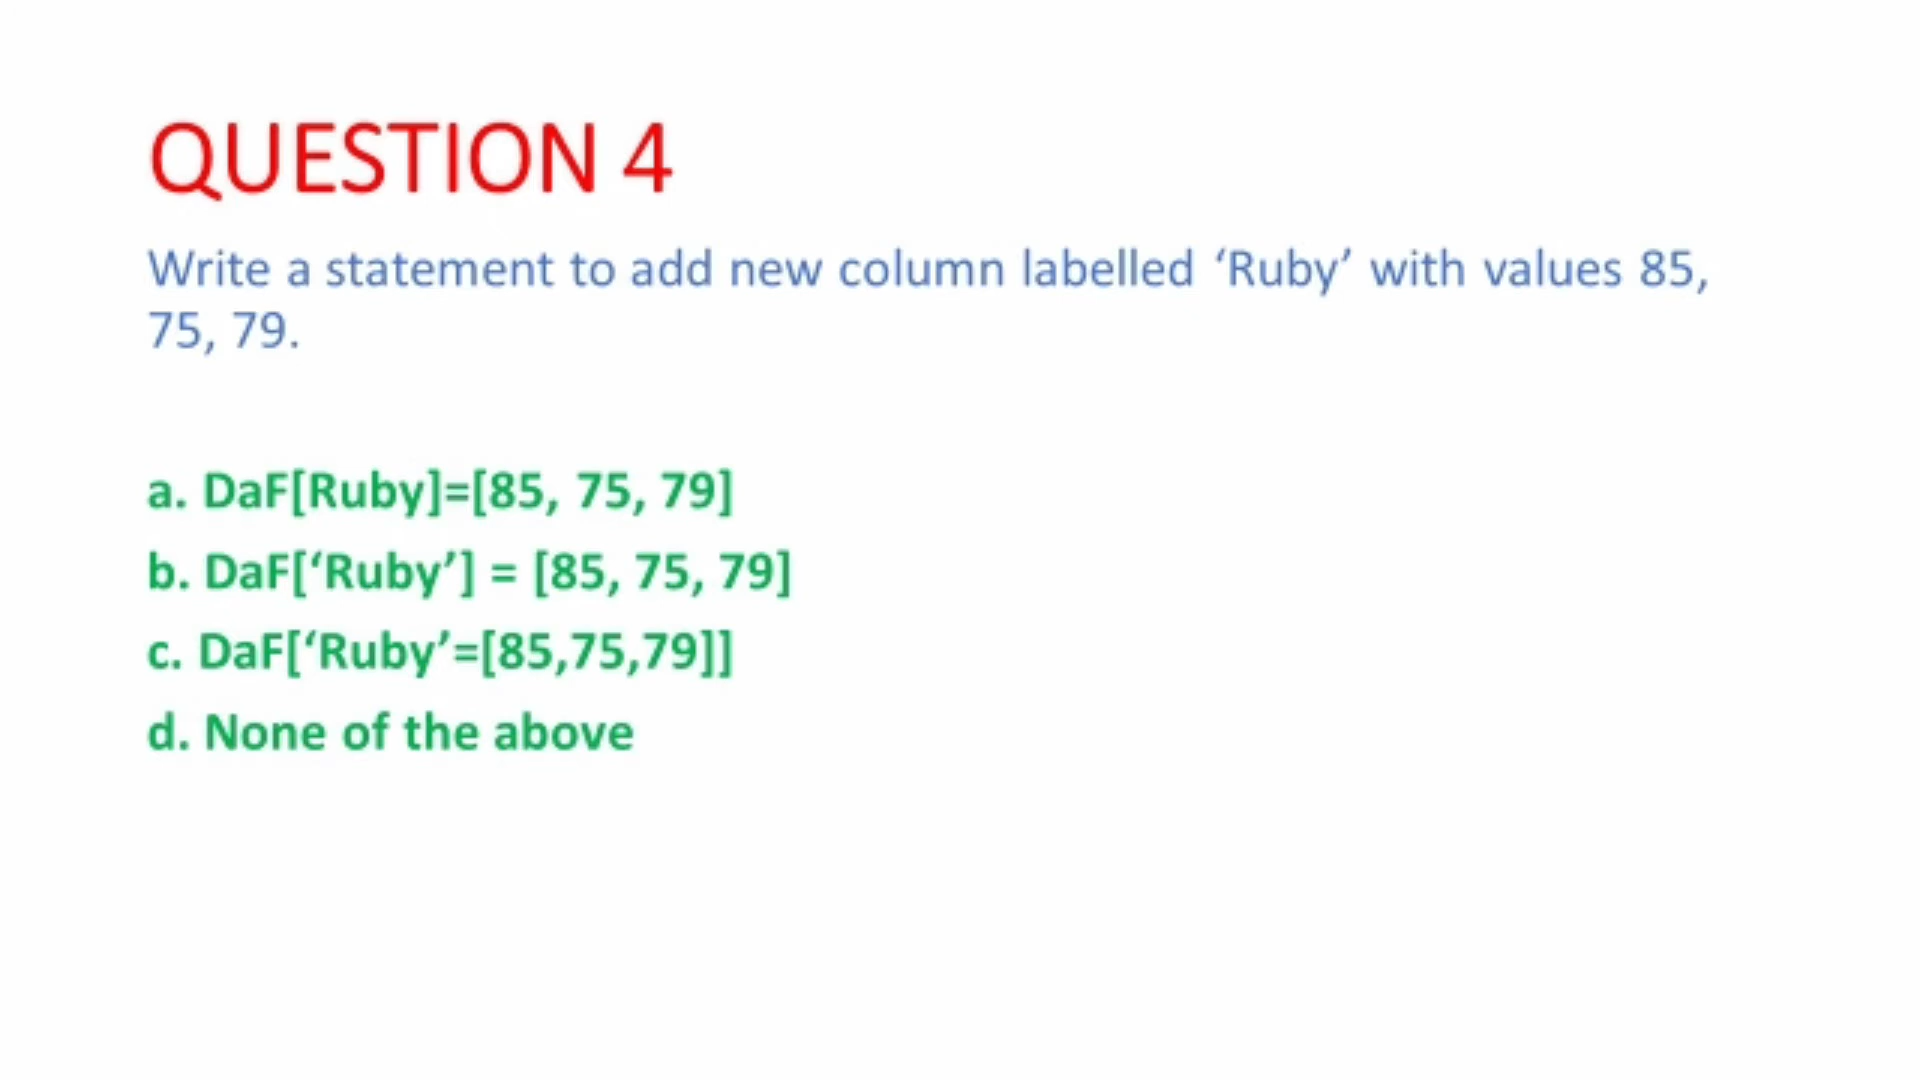 QUESTION 4
Write a statement to add new column labelled ‘Ruby’ with values 85,
75, 79.
a. DaF[Ruby]=[85, 75, 79]
b. DaF[‘Ruby’] = [85, 75, 79]
c. DaF[‘Ruby’=[85,75,79]]
d. None of the above